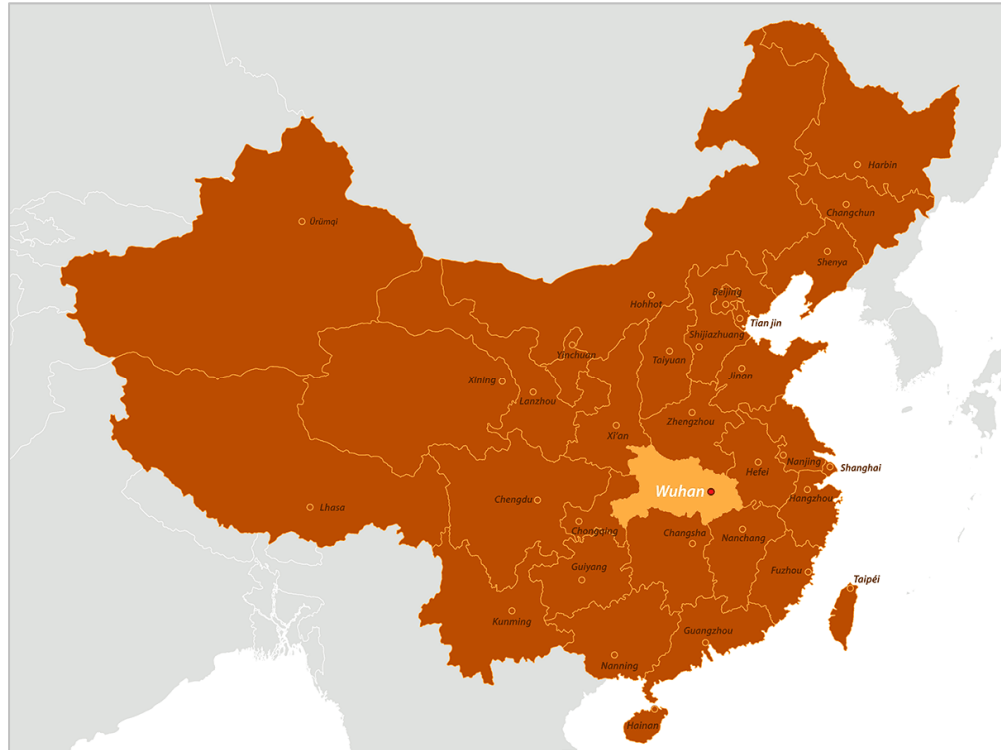 Harbin
Changchun
Ürümqi
Shenya
Beijing
Hohhot
Tian jin
Shijiazhuang
Yinchuan
Taiyuan
Jinan
Xining
Lanzhou
Zhengzhou
Xi'an
Nanjing
Shanghai
Hefei
Wuhan
Chengdu
Hangzhou
Lhasa
Chongqing
Changsha
Nanchang
Guiyang
Fuzhou
Taipéi
Kunming
Guangzhou
Nanning
Hainan